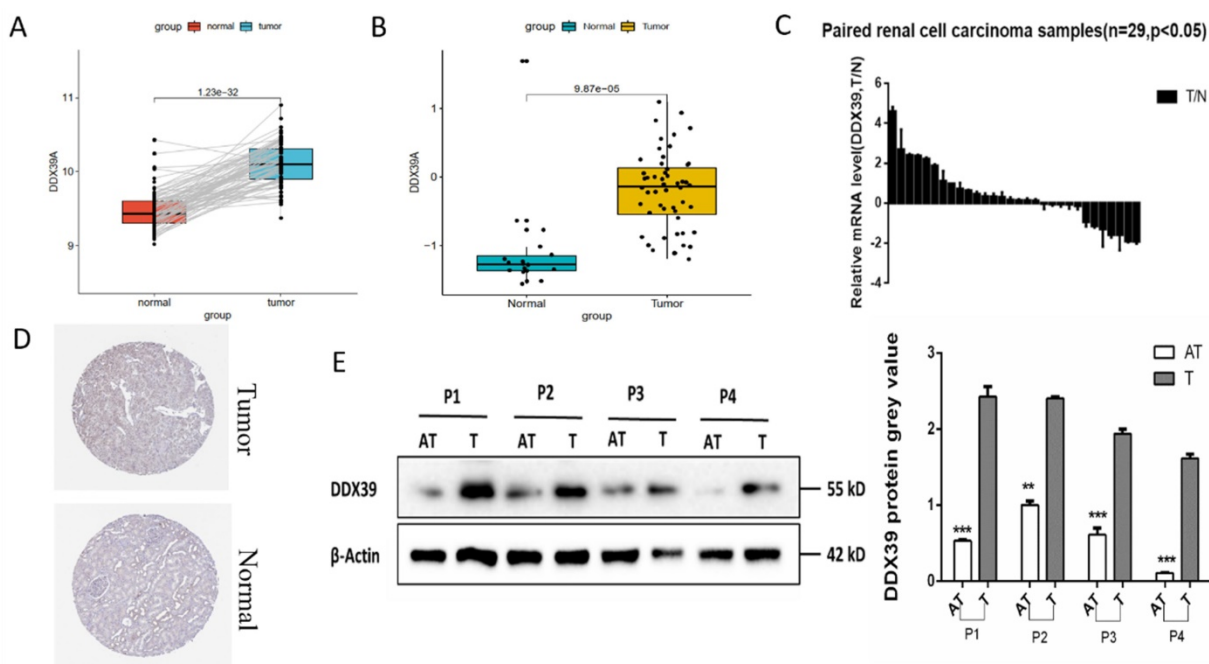 A
group normal tumor
1.23e-32
11
10
9
DDX39A
normal tumor
group
B
group Normal Tumor
9.87e-05
1
0
−1
DDX39A
Normal Tumor
group
C
Paired renal cell carcinoma samples(n=29,p<0.05)
T/N
6
4
2
0
-2
-4
Relative mRNA level(DDX39,T/N)
D
Tumor
Normal
E
P1 P2 P3 P4
AT T AT T AT T AT T
DDX39 55 kD
β-Actin 42 kD
AT
T
3
2
1
0
DDX39 protein grey value
*** ** *** ***
AT T AT T AT T AT T
P1 P2 P3 P4